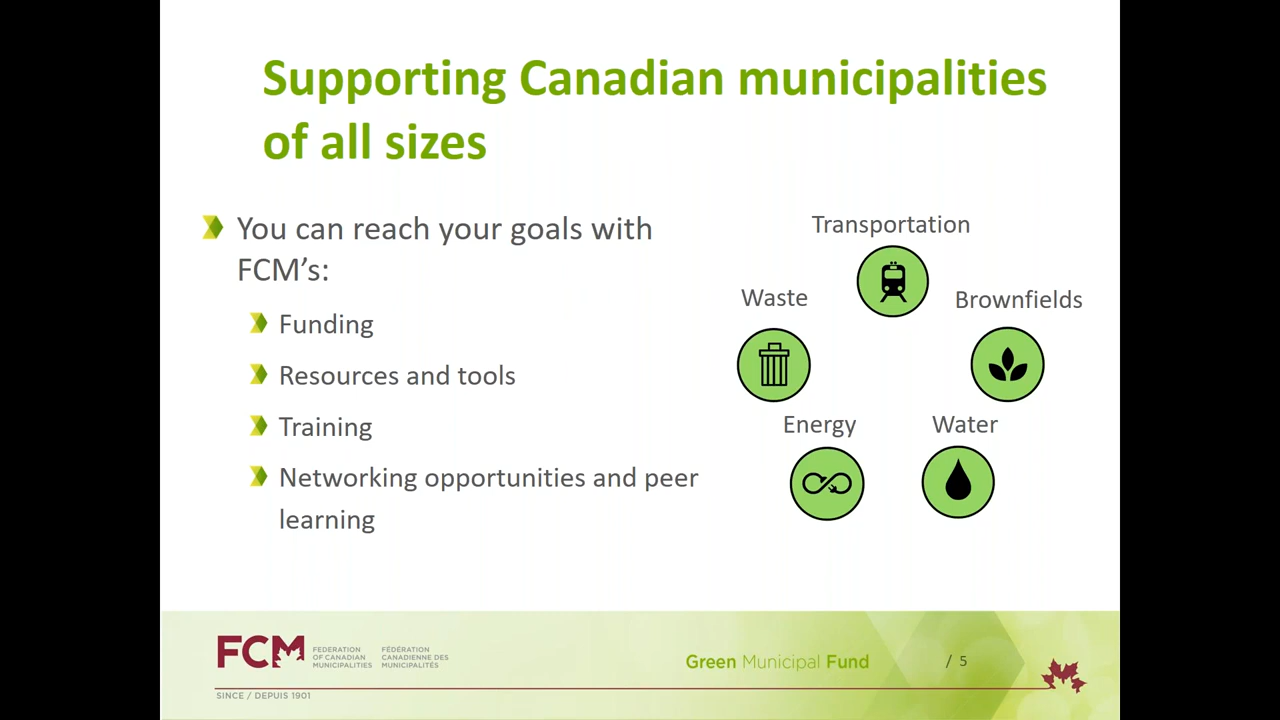 Supporting Canadian municipalities
of all sizes
You can reach your goals with
FCM's:
Funding
Resources and tools
Training
Networking opportunities and peer
learning
Transportation
Waste
Brownfields
Energy
Water
FCM
FEDERATION
OF CANADIAN
MUNICIPALITIES
FÉDÉRATION
CANADIENNE DES
MUNICIPALITÉS
SINCE / DEPUIS 1901
Green Municipal Fund
/ 5